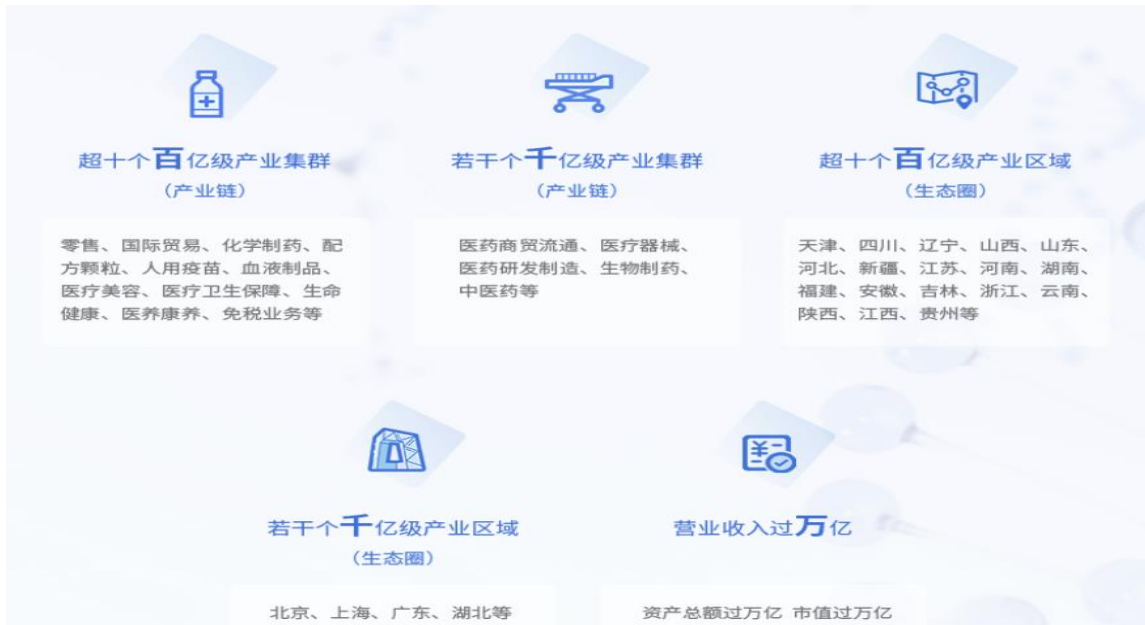 超十个百亿级产业集群
（产业链）
零售、国际贸易、化学制药、配
方颗粒、人用疫苗、血液制品、
医疗美容、医疗卫生保障、生命
健康、医养康养、免税业务等
若干个千亿级产业集群
（产业链）
医药商贸流通、医疗器械、
医药研发制造、生物制药、
中医药等
超十个百亿级产业区域
（生态圈）
天津、四川、辽宁、山西、山东、
河北、新疆、江苏、河南、湖南、
福建、安徽、吉林、浙江、云南、
陕西、江西、贵州等
若干个千亿级产业区域
（生态圈）
北京、上海、广东、湖北等
营业收入过万亿
资产总额过万亿 市值过万亿